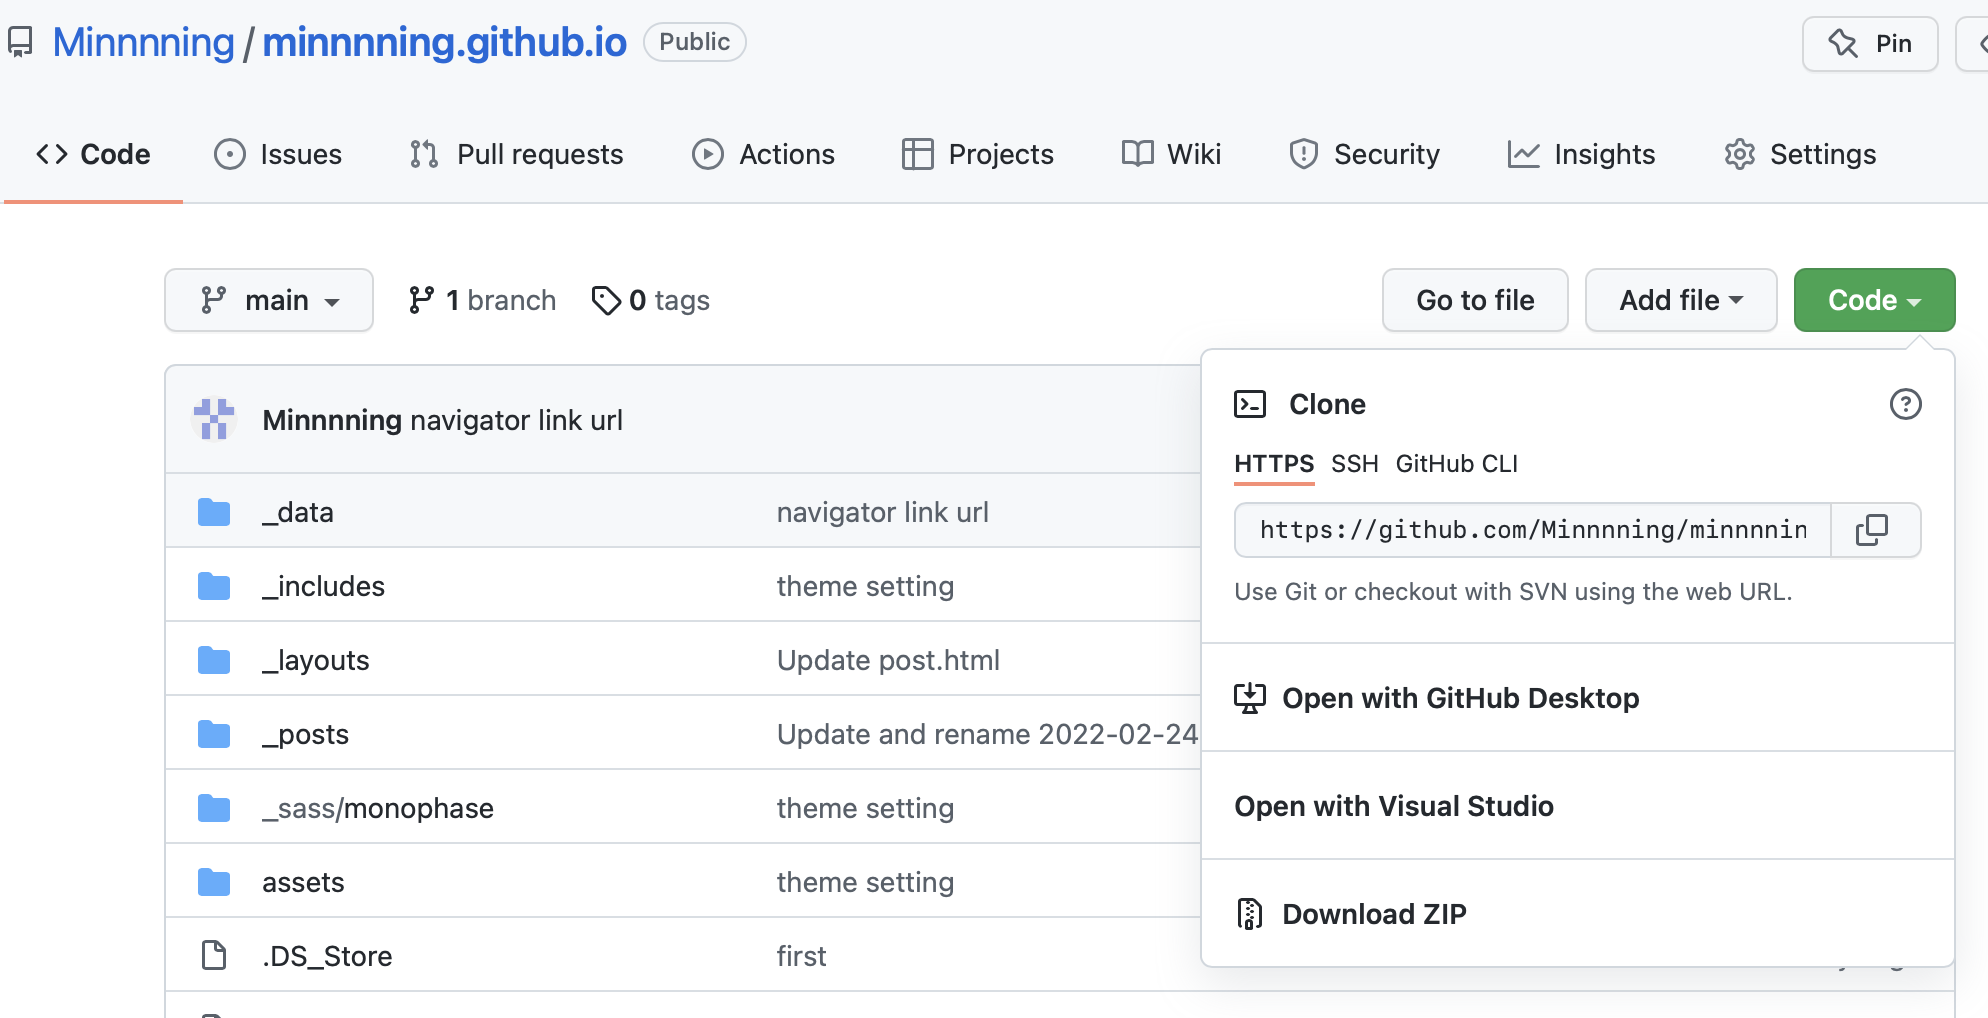 Minnnning / minnnning.github.io Public Pin
Code Issues Pull requests Actions Projects Wiki Security Insights Settings
main 1 branch 0 tags Go to file Add file Code
Minnnning navigator link url
_data navigator link url
_includes theme setting
_layouts Update post.html
_posts Update and rename 2022-02-24
_sass/monophase theme setting
assets theme setting
.DS_Store first
Clone
HTTPS SSH GitHub CLI
https://github.com/Minnnning/minnnnin
Use Git or checkout with SVN using the web URL.
Open with GitHub Desktop
Open with Visual Studio
Download ZIP